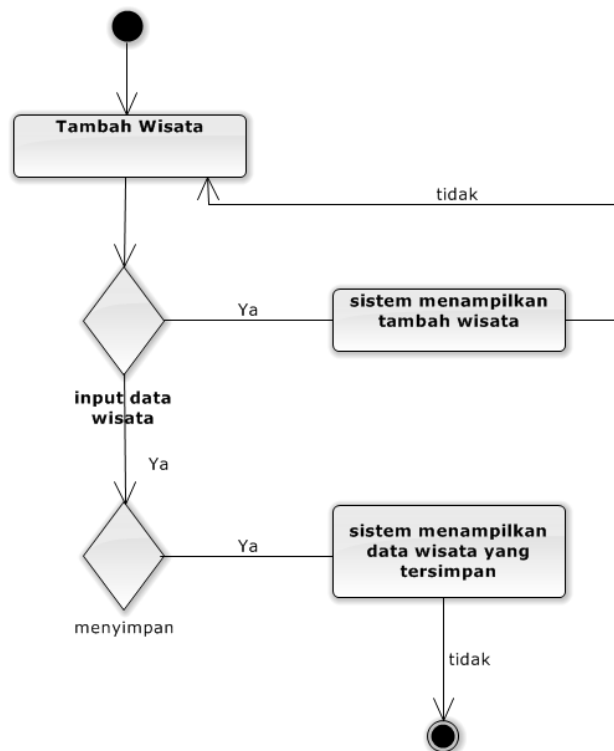 Tambah Wisata
tidak
Ya
sistem menampilkan
tambah wisata
input data
wisata
Ya
Ya
sistem menampilkan
data wisata yang
tersimpan
menyimpan
tidak